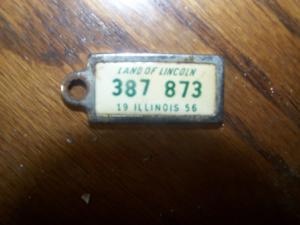 LAND OF LINCOLN
387 873
19 ILLINOIS 56